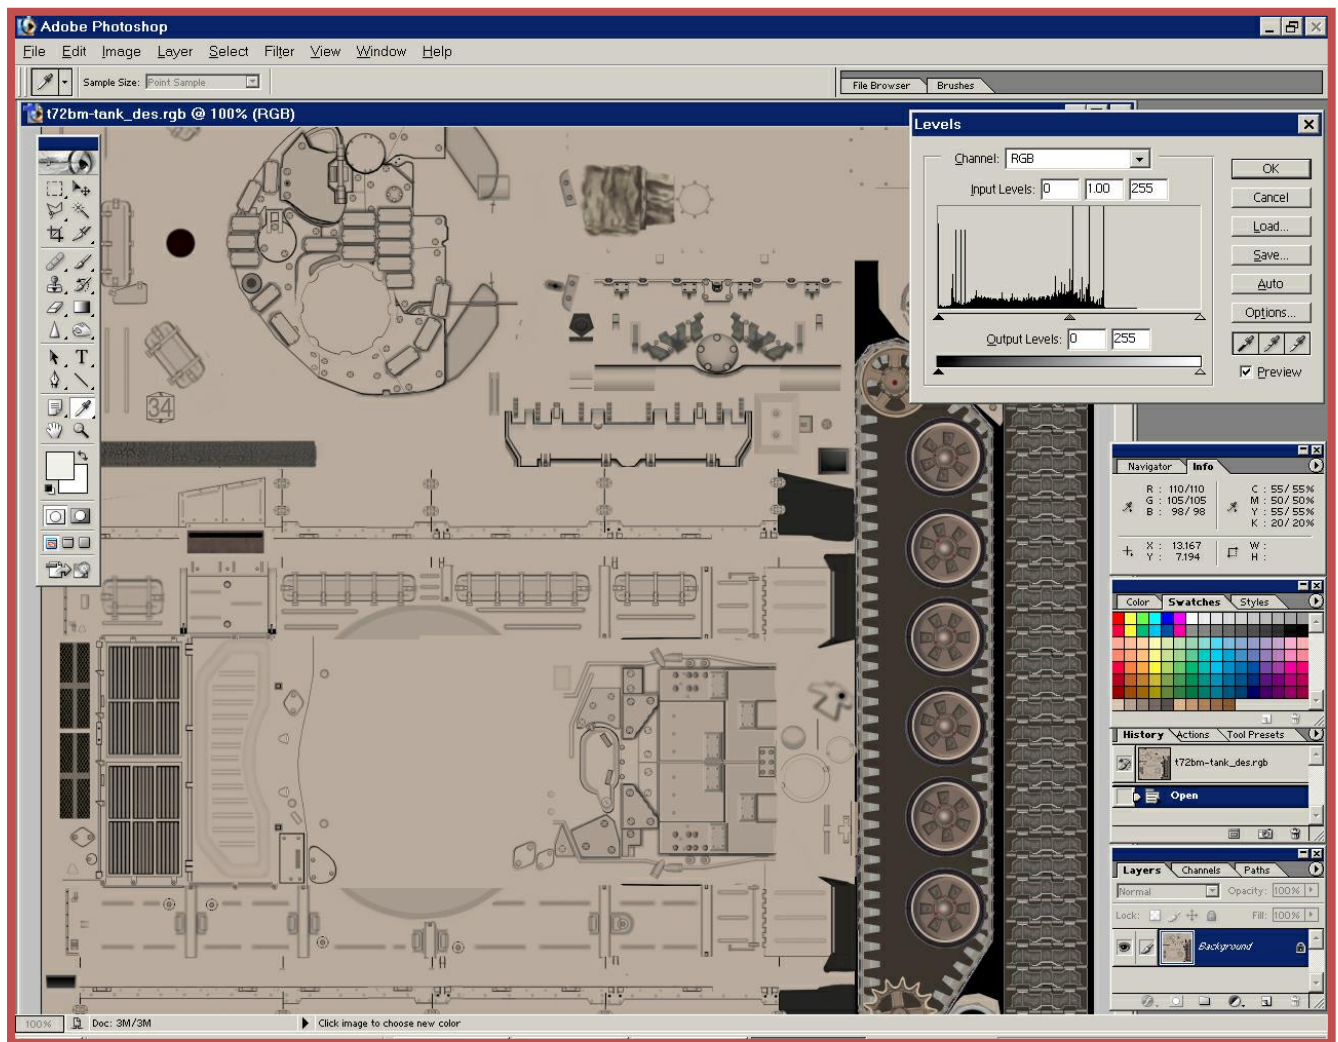 Adobe Photoshop
File Edit Image Layer Select Filter View Window Help
Sample Size: Point Sample
File Browser Brushes
t72bm-tank_des.rgb @ 100% (RGB)
Levels
Channel: RGB
OK
Input Levels: 0 1.00 255
Cancel
Load...
Save...
Auto
Options...
Output Levels: 0 255
Preview
34
Navigator Info
R : 110/110 C : 55/ 55%
G : 105/105 M : 50/ 50%
B : 98/ 98 Y : 55/ 55%
K : 20/ 20%
X : 13.167 W :
Y : 7.194 H :
Color Swatches Styles
History Actions Tool Presets
t72bm-tank_des.rgb
Open
Layers Channels Paths
Normal Opacity: 100%
Lock: Fill: 100%
Background
100% Doc: 3M/3M Click image to choose new color